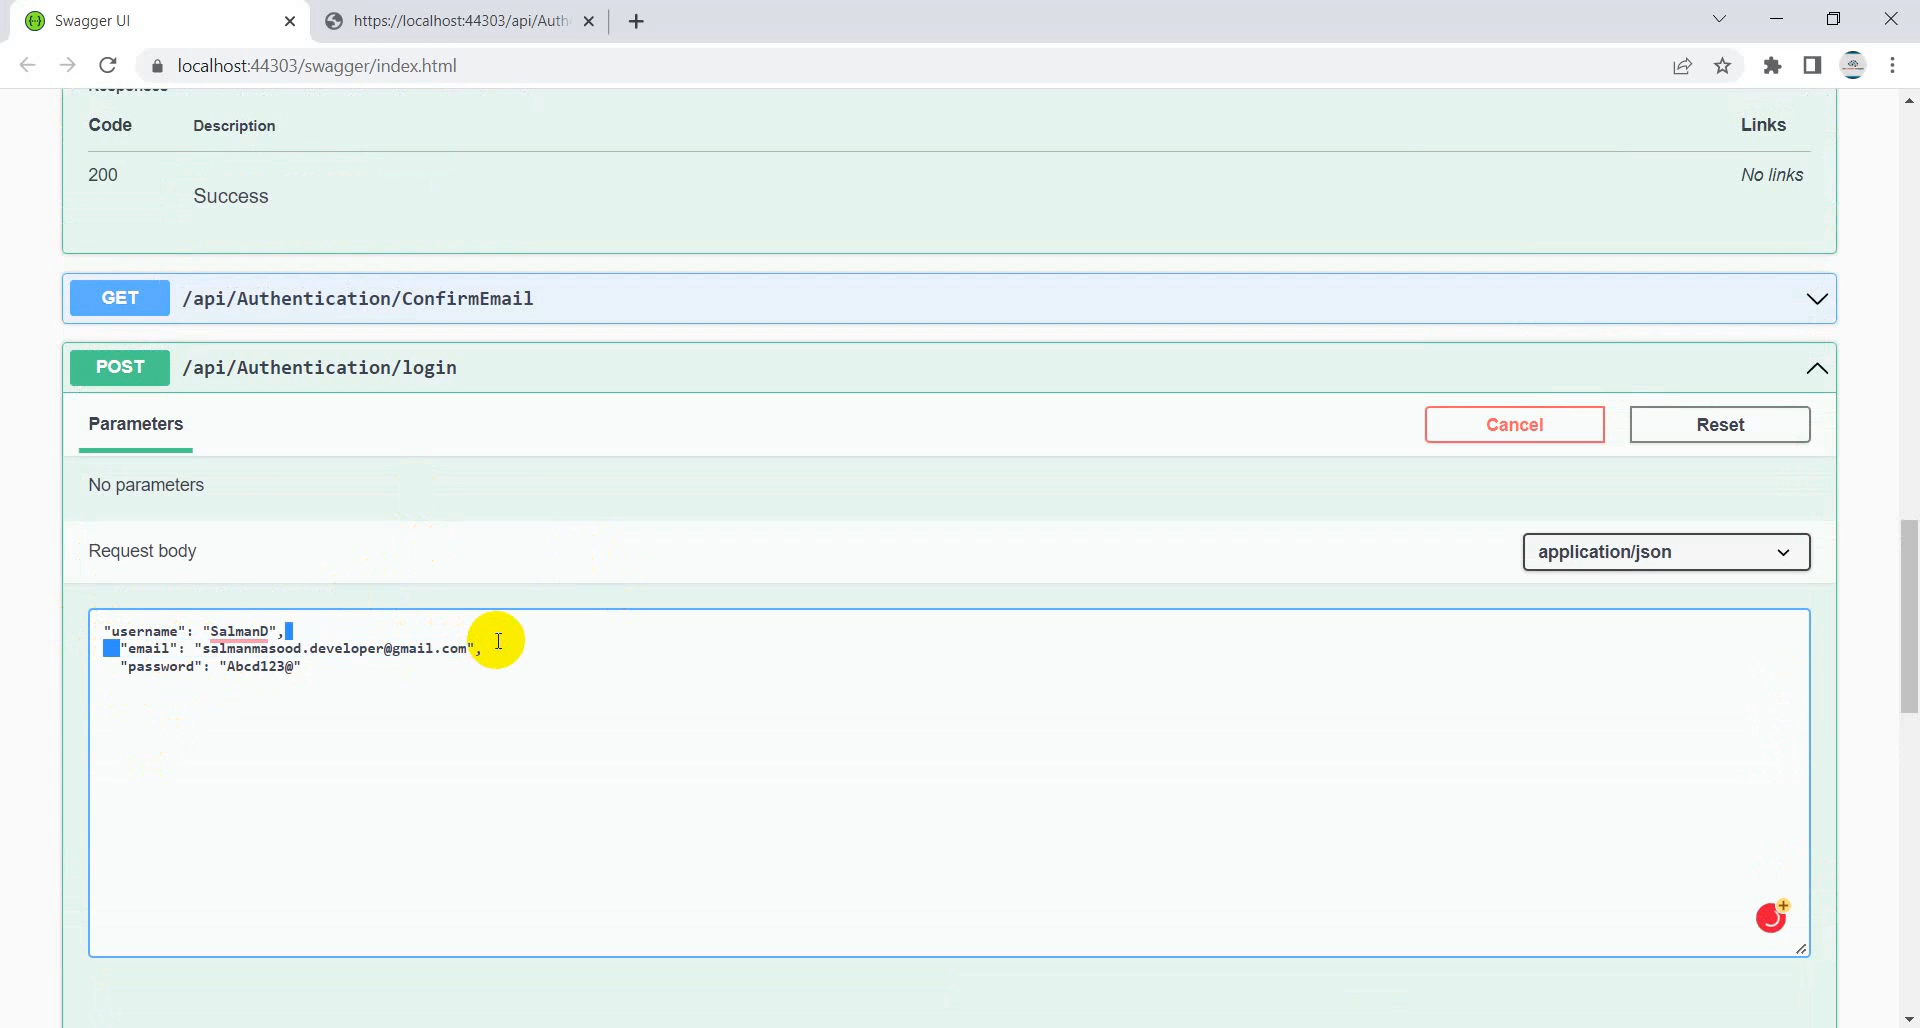 Swagger UI
https://localhost:44303/api/Auth
localhost:44303/swagger/index.html
Responses
Code Description Links
200 Success No links
GET /api/Authentication/ConfirmEmail
POST /api/Authentication/login
Parameters Cancel Reset
No parameters
Request body application/json
"username": "SalmanD",
"email": "salmanmasood.developer@gmail.com",
"password": "Abcd123@"